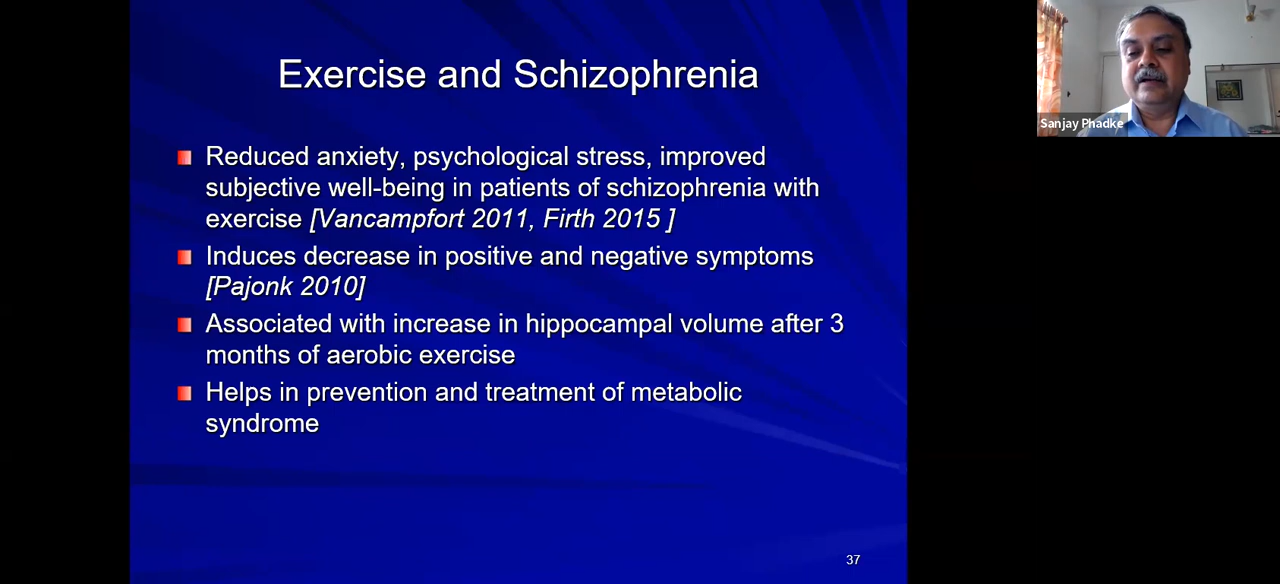 Exercise and Schizophrenia
Reduced anxiety, psychological stress, improved
subjective well-being in patients of schizophrenia with
exercise [Vancampfort 2011, Firth 2015 ]
Induces decrease in positive and negative symptoms
[Pajonk 2010]
Associated with increase in hippocampal volume after 3
months of aerobic exercise
Helps in prevention and treatment of metabolic
syndrome
37
Sanjay Phadke